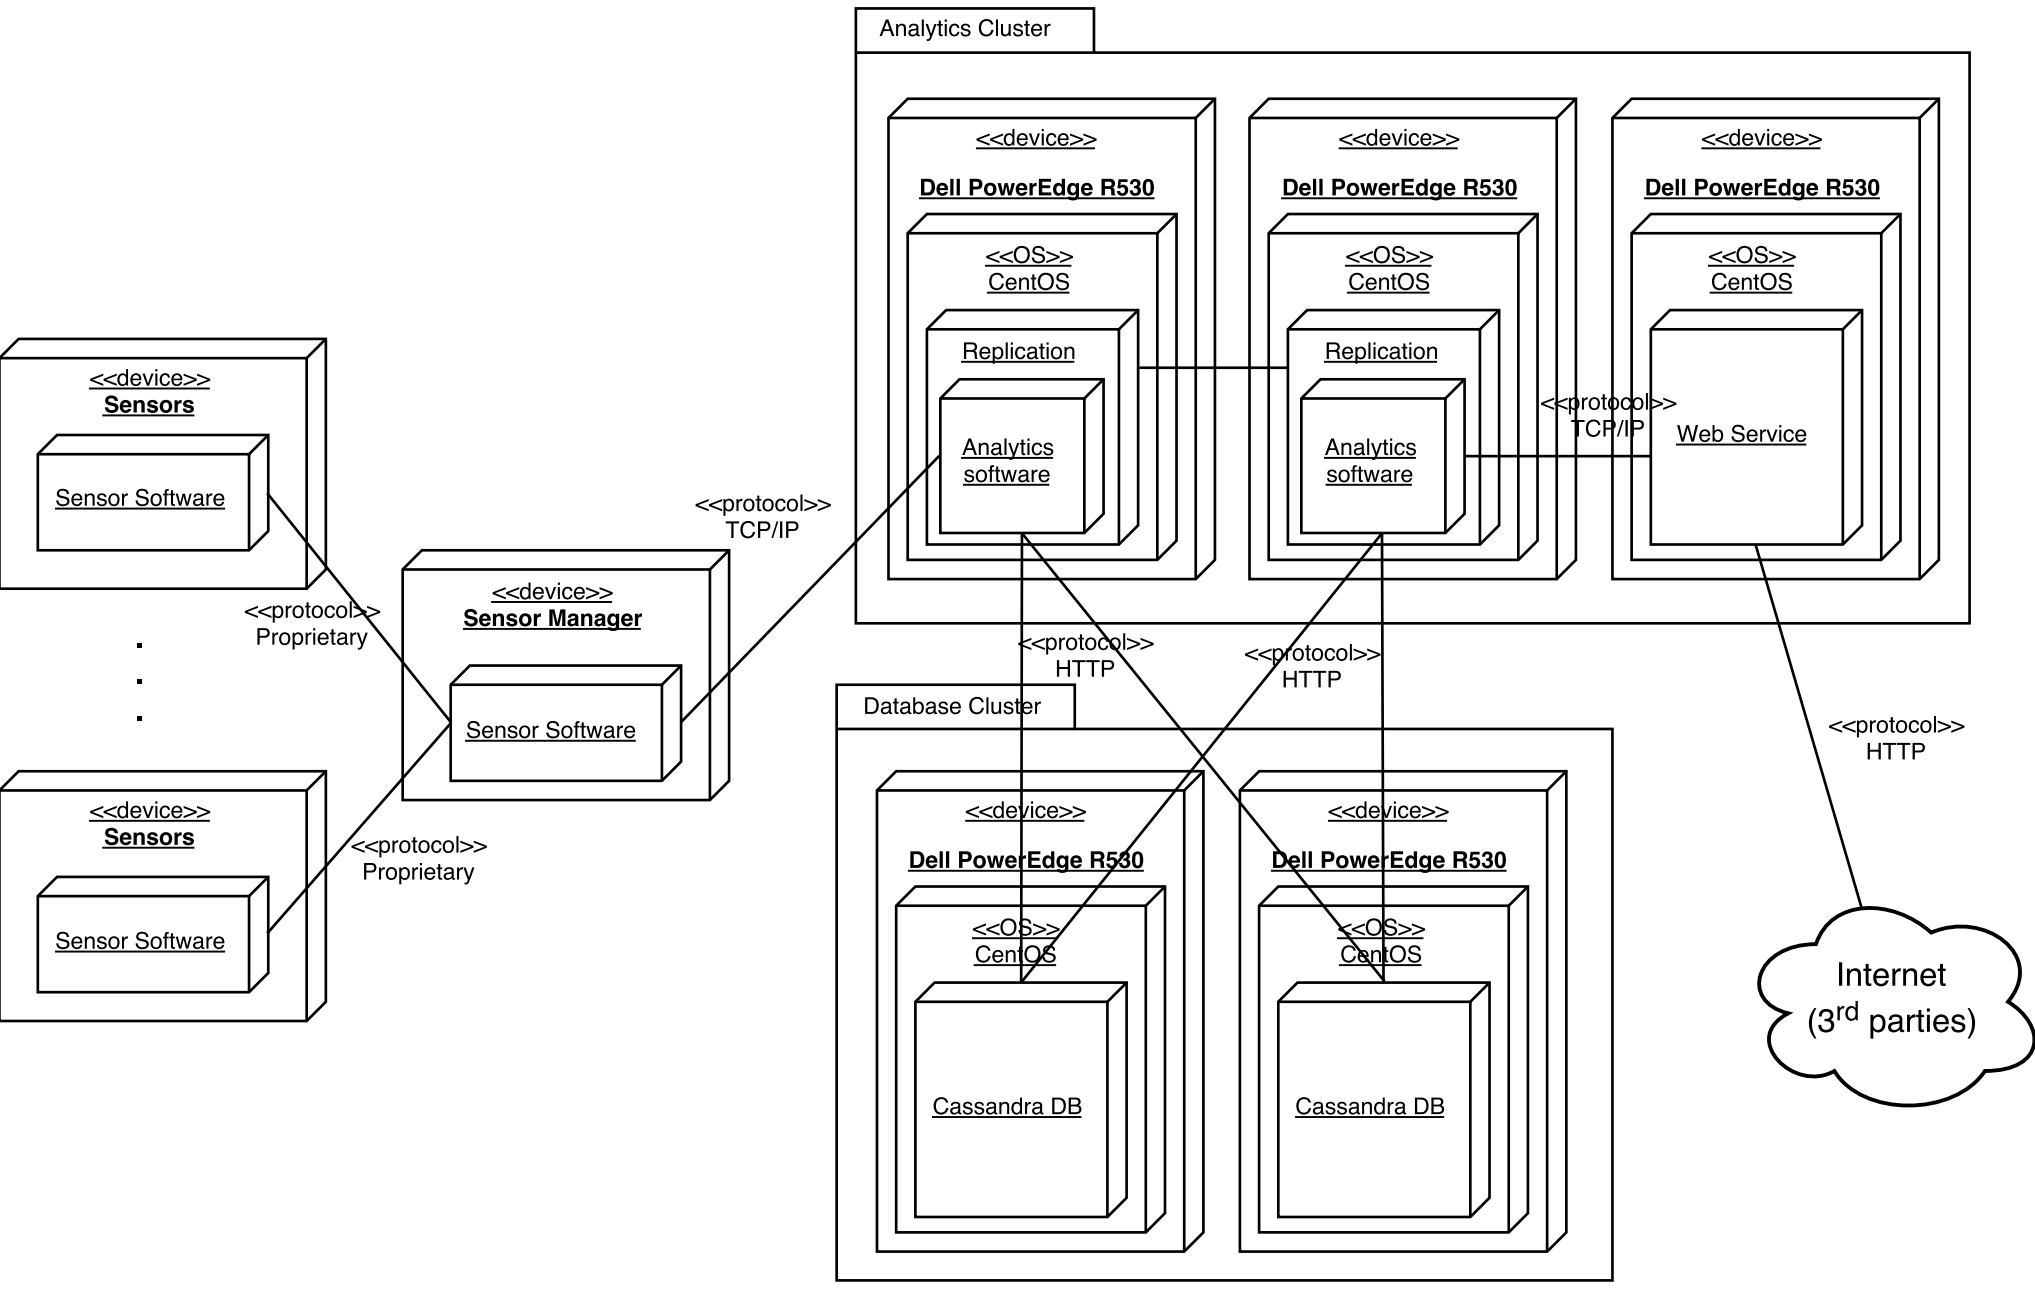 Analytics Cluster
<<device>>
Dell PowerEdge R530
<<OS>>
CentOS
Replication
Analytics
software
<<device>>
Dell PowerEdge R530
<<OS>>
CentOS
Replication
Analytics
software
<<protocol>>
TCP/IP
<<device>>
Dell PowerEdge R530
<<OS>>
CentOS
Web Service
<<device>>
Sensors
Sensor Software
<<protocol>>
Proprietary
.
.
.
<<device>>
Sensors
Sensor Software
<<protocol>>
Proprietary
<<device>>
Sensor Manager
Sensor Software
<<protocol>>
TCP/IP
<<protocol>>
HTTP
<<protocol>>
HTTP
Database Cluster
<<device>>
Dell PowerEdge R530
<<OS>>
CentOS
Cassandra DB
<<device>>
Dell PowerEdge R530
<<OS>>
CentOS
Cassandra DB
<<protocol>>
HTTP
Internet
(3rd parties)